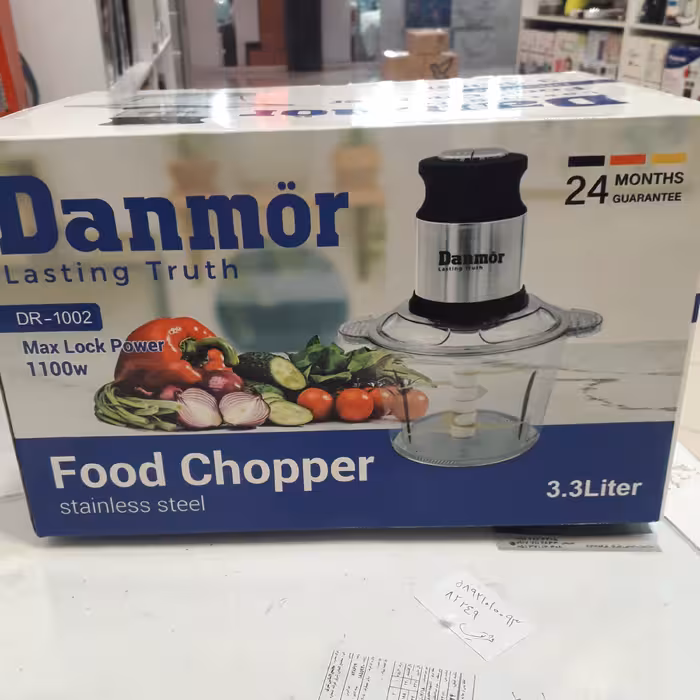 Danmör
Danmör
Lasting Truth
DR-1002
Max Lock Power
1100w
24 MONTHS
GUARANTEE
Danmör
Lasting Truth
Food Chopper
stainless steel
3.3Liter